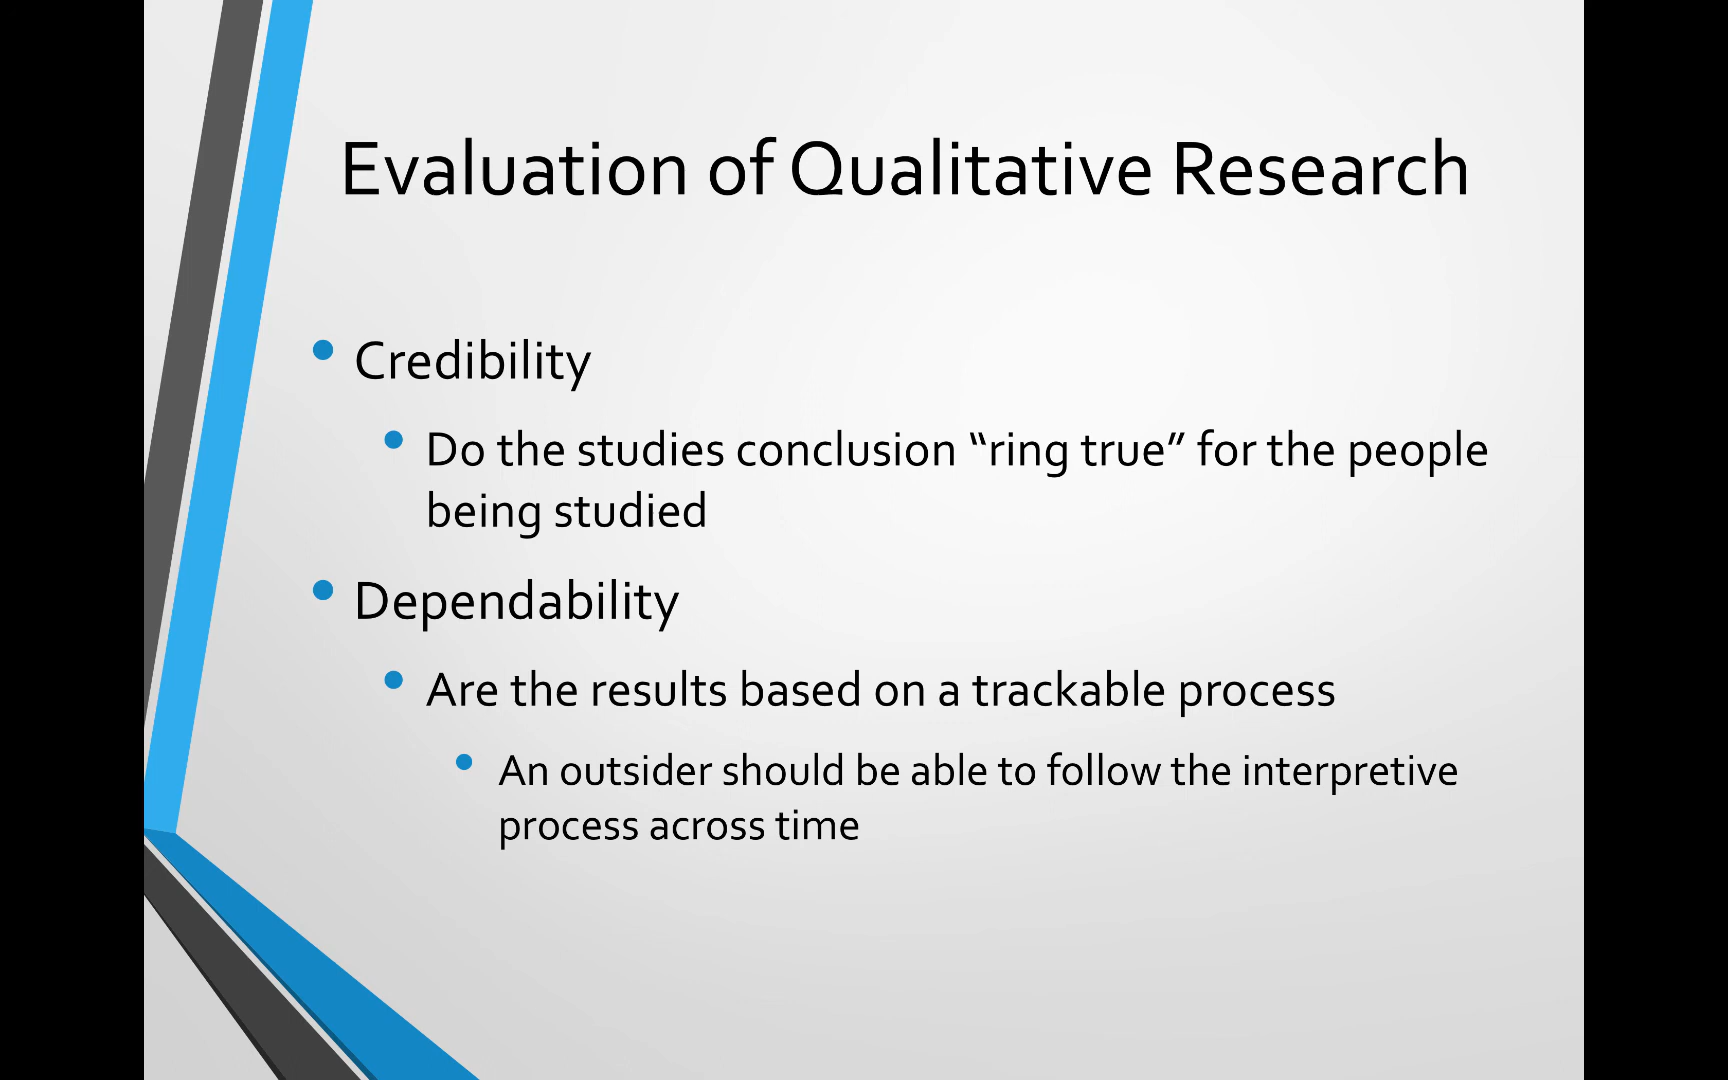 Evaluation of Qualitative Research
• Credibility
• Do the studies conclusion “ring true” for the people
being studied
• Dependability
• Are the results based on a trackable process
• An outsider should be able to follow the interpretive
process across time